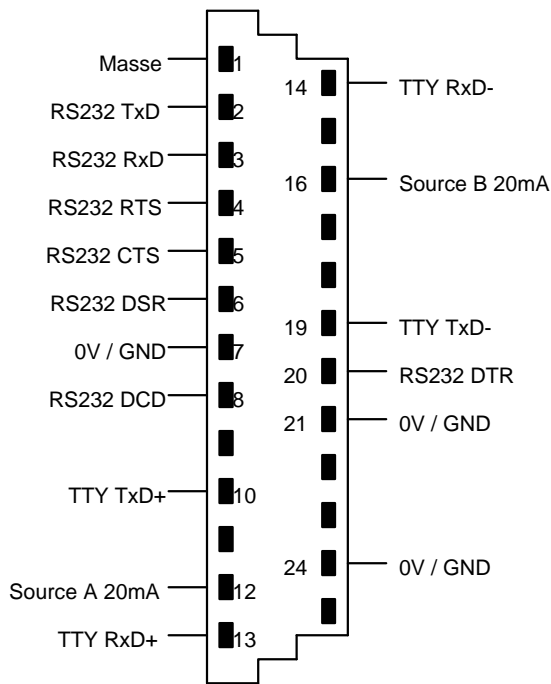 Masse 1
RS232 TxD 2
RS232 RxD 3
RS232 RTS 4
RS232 CTS 5
RS232 DSR 6
0V / GND 7
RS232 DCD 8
TTY TxD+ 10
Source A 20mA 12
TTY RxD+ 13
14 TTY RxD-
16 Source B 20mA
19 TTY TxD-
20 RS232 DTR
21 0V / GND
24 0V / GND